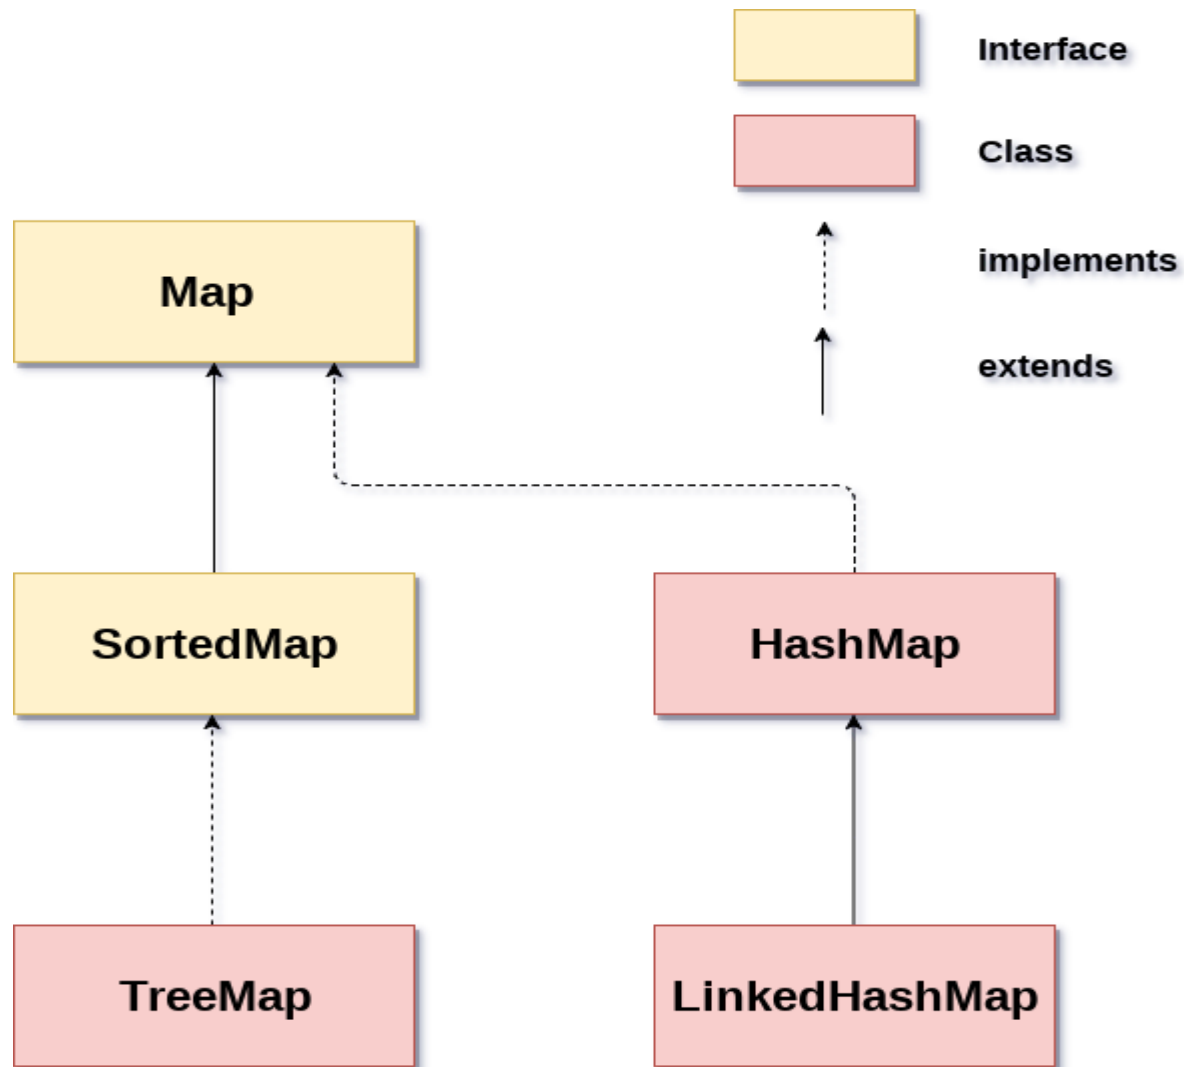 Interface
Class
implements
extends
Map
SortedMap
HashMap
TreeMap
LinkedHashMap